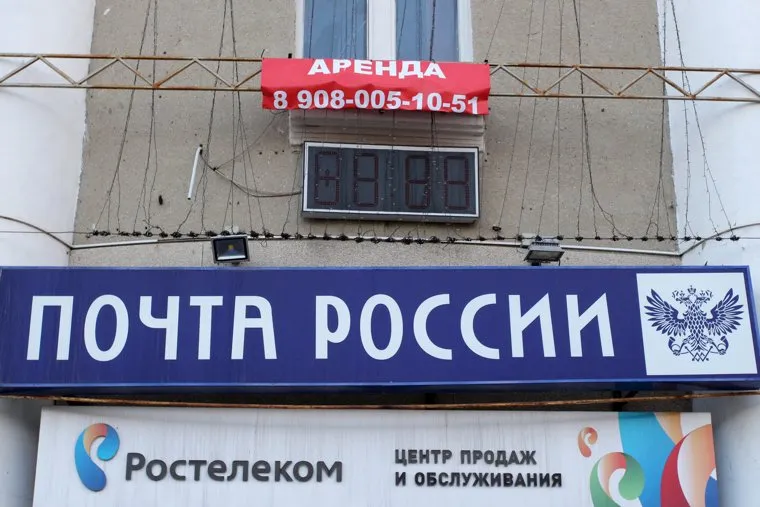 АРЕНДА
8 908-005-10-51
ПОЧТА РОССИИ
Ростелеком
ЦЕНТР ПРОДАЖ
И ОБСЛУЖИВАНИЯ